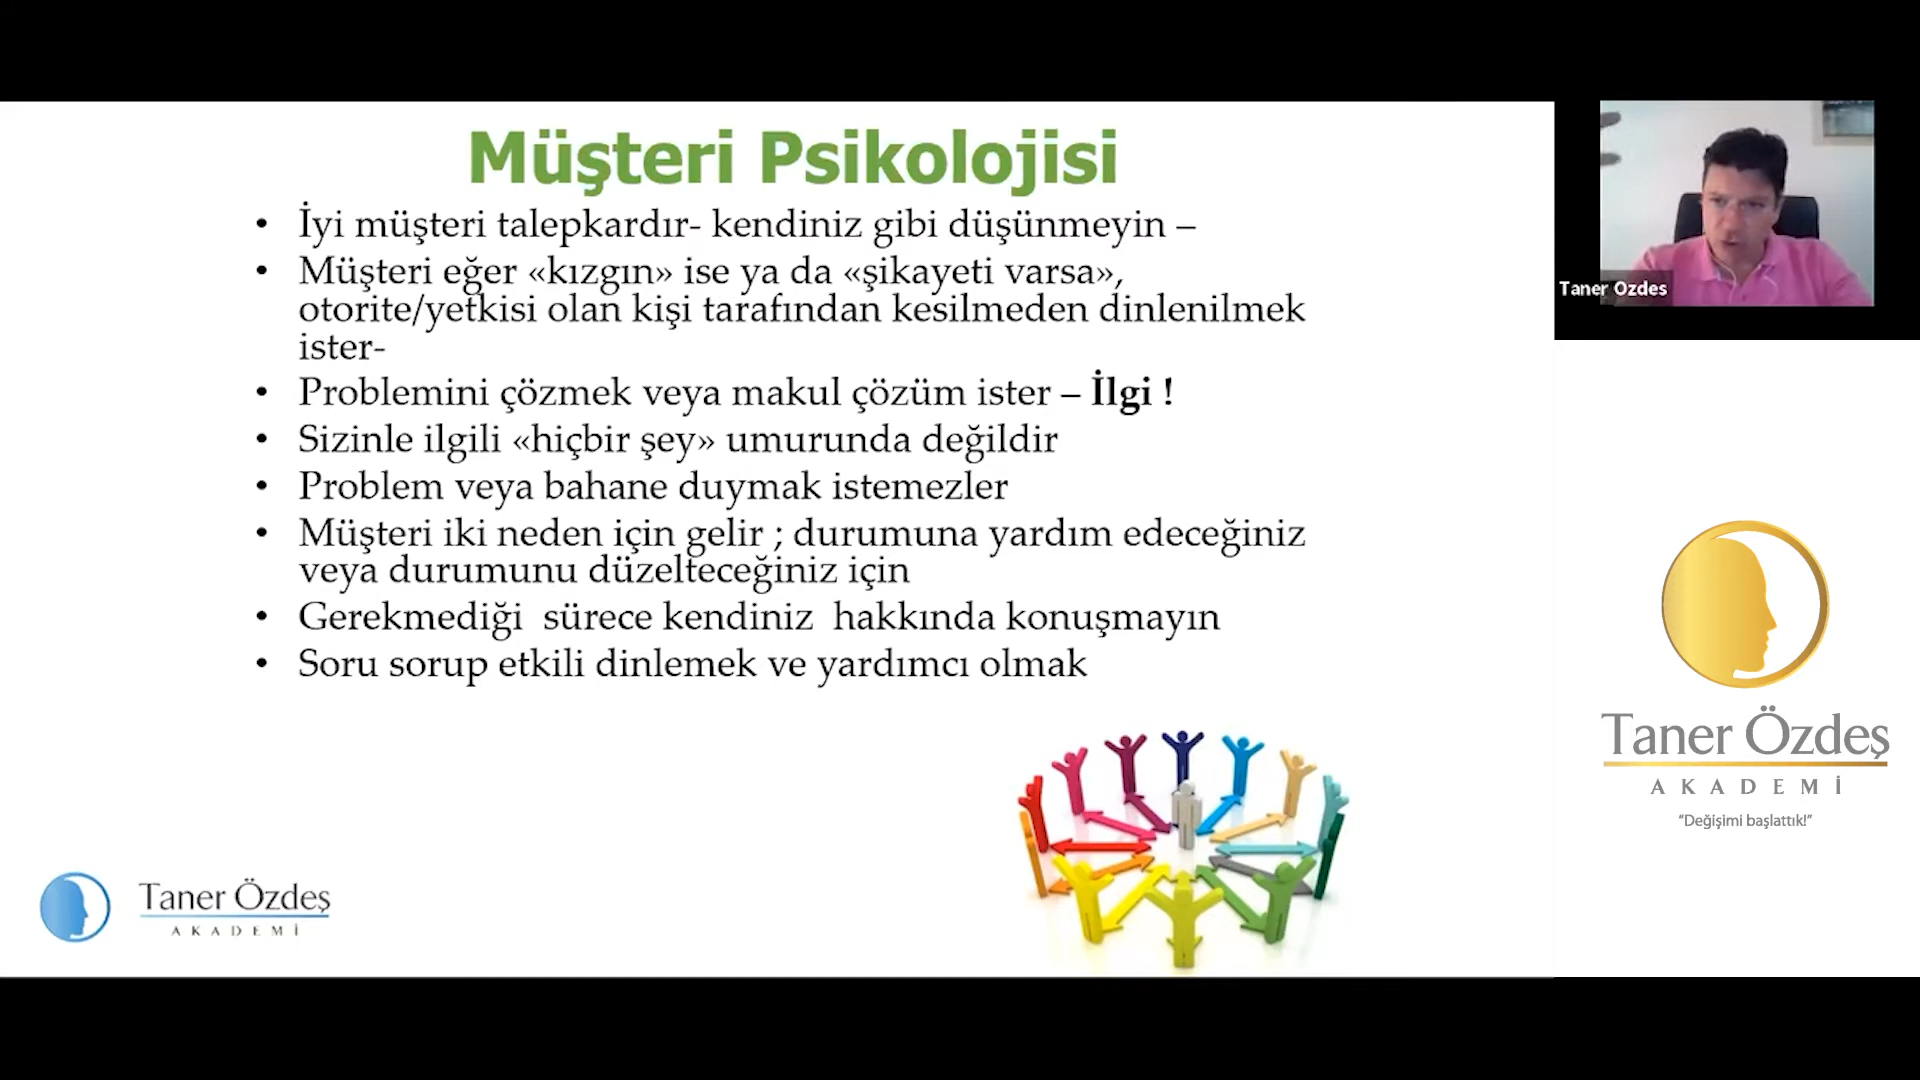 Müşteri Psikolojisi
• İyi müşteri talepkardır- kendiniz gibi düşünmeyin –
• Müşteri eğer «kızgın» ise ya da «şikayeti varsa»,
otorite/yetkisi olan kişi tarafından kesilmeden dinlenilmek
ister-
• Problemini çözmek veya makul çözüm ister – İlgi !
• Sizinle ilgili «hiçbir şey» umurunda değildir
• Problem veya bahane duymak istemezler
• Müşteri iki neden için gelir ; durumuna yardım edeceğiniz
veya durumunu düzelteceğiniz için
• Gerekmediği  sürece kendiniz  hakkında konuşmayın
• Soru sorup etkili dinlemek ve yardımcı olmak
Taner Özdeş
AKADEMİ
Taner Ozdes
Taner Özdeş
AKADEMİ
“Değişimi başlattık!”